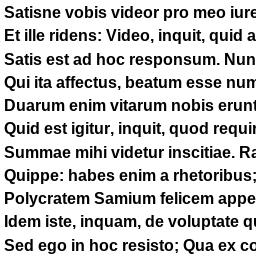 Satisne vobis videor pro meo iure
Et ille ridens: Video, inquit, quid a
Satis est ad hoc responsum. Nun
Qui ita affectus, beatum esse num
Duarum enim vitarum nobis erunt
Quid est igitur, inquit, quod requir
Summae mihi videtur inscitiae. Ra
Quippe: habes enim a rhetoribus;
Polycratem Samium felicem appe
Idem iste, inquam, de voluptate q
Sed ego in hoc resisto; Qua ex co